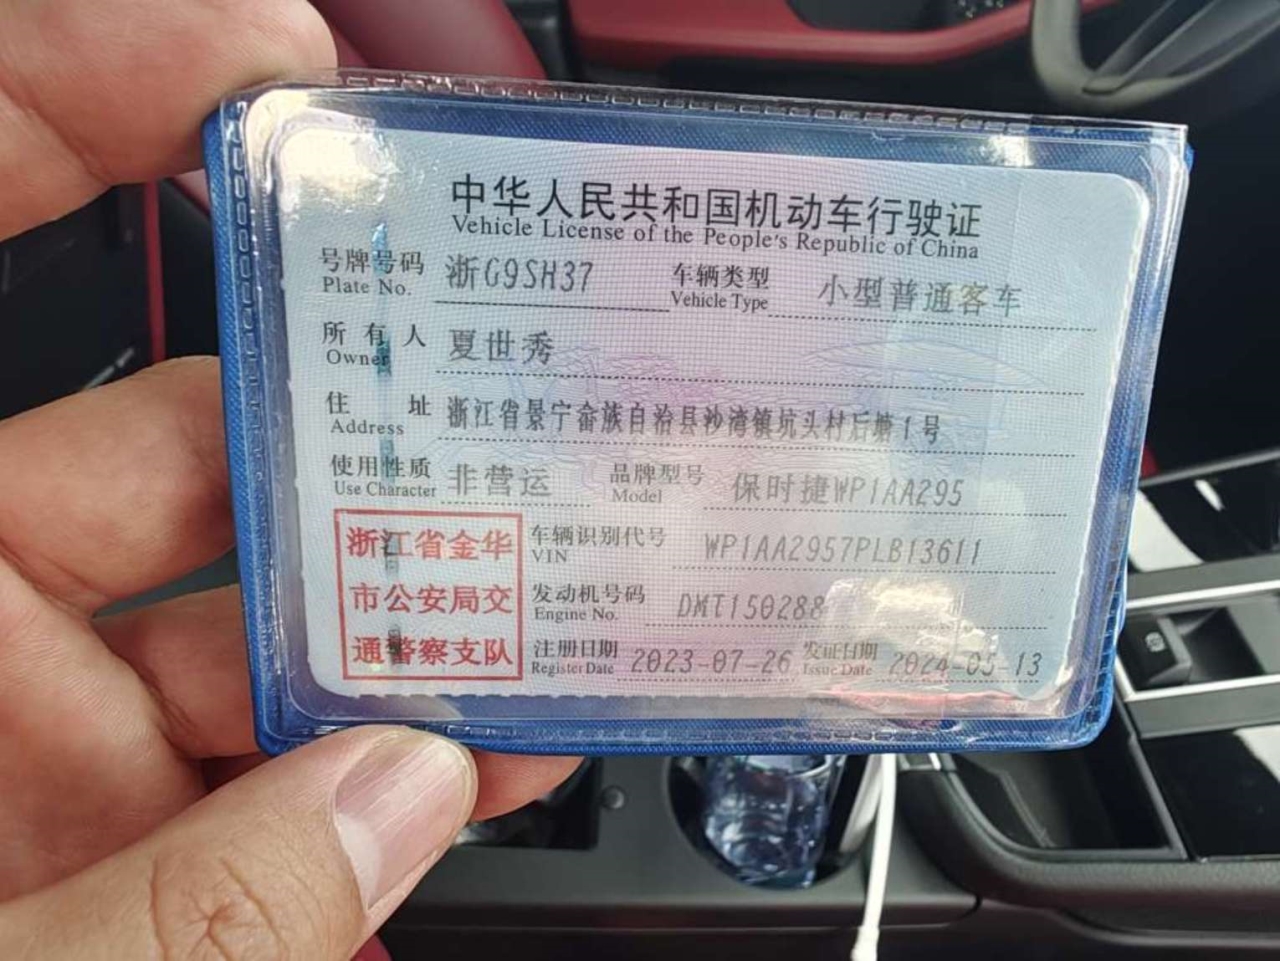 中华人民共和国机动车行驶证
Vehicle License of the People's Republic of China
号牌号码 浙G9SH37 车辆类型 小型普通客车
Plate No. Vehicle Type
所有人 夏世秀
Owner
住址 浙江省景宁畲族自治县沙湾镇坑头村后塘1号
Address
使用性质 非营运 品牌型号 保时捷WP1AA295
Use Character Model
浙江省金华
市公安局交
通警察支队
车辆识别代号 WP1AA2957PLB13611
VIN
发动机号码 DMT150288
Engine No.
注册日期 2023-07-26 发证日期 2024-05-13
Register Date Issue Date